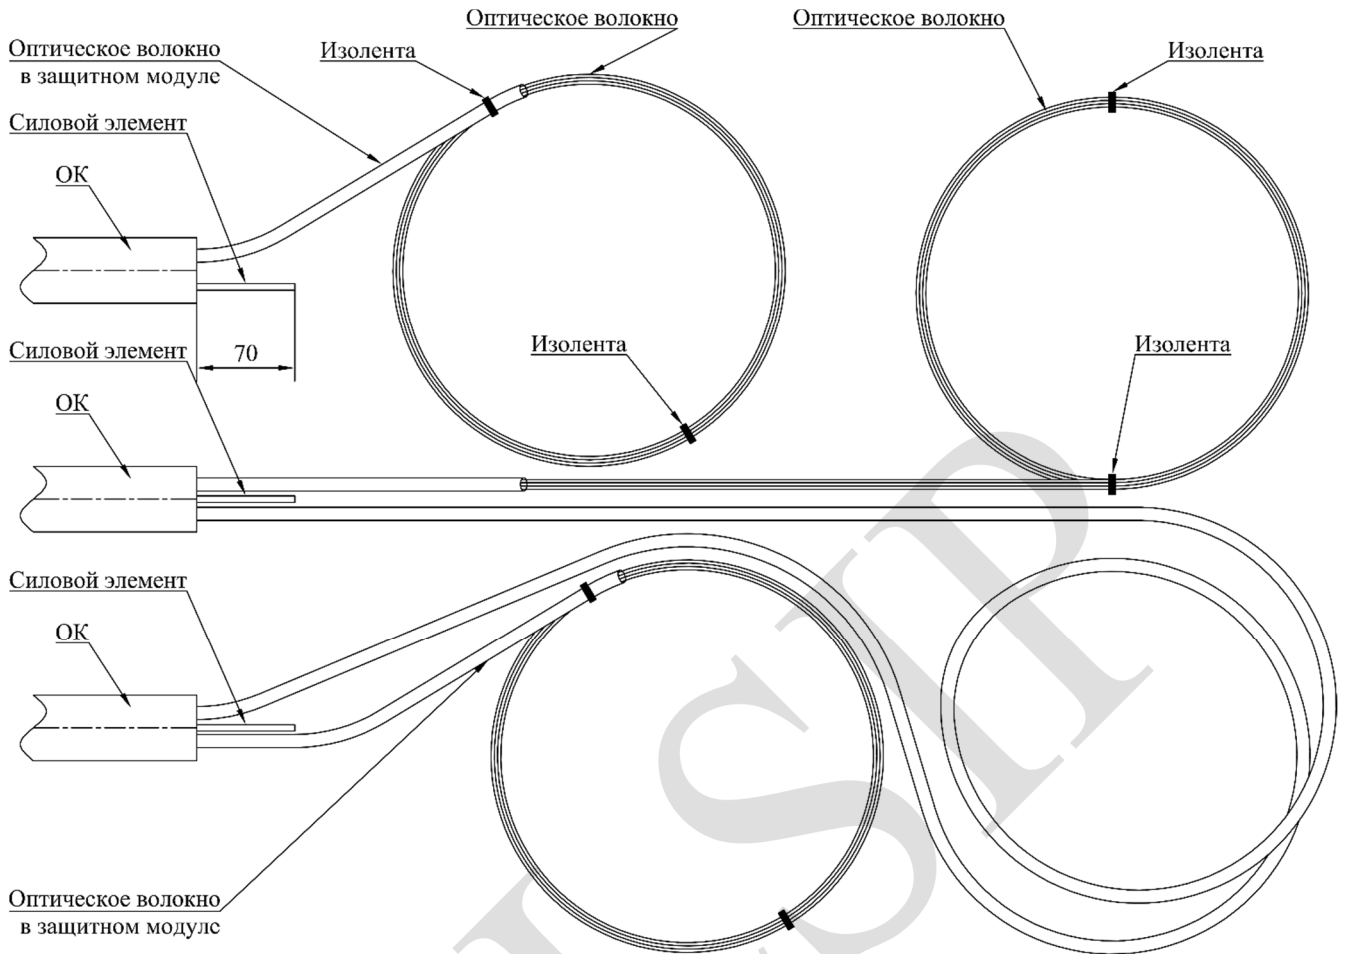 Оптическое волокно
Оптическое волокно
Оптическое волокно
в защитном модуле
Изолента
Изолента
Силовой элемент
ОК
Изолента
Изолента
Силовой элемент
70
ОК
Силовой элемент
ОК
Оптическое волокно
в защитном модуле